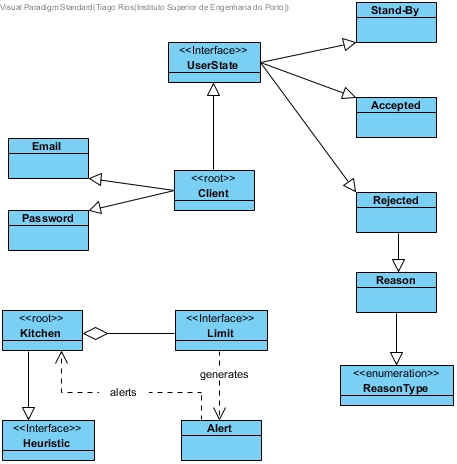 Visual Paradigm Standard(Tiago Rios(Instituto Superior de Engenharia do Porto))
Stand-By
<<Interface>>
UserState
Accepted
Email
<<root>>
Client
Password
Rejected
Reason
<<root>>
Kitchen
<<Interface>>
Limit
generates
<<enumeration>>
ReasonType
alerts
<<Interface>>
Heuristic
Alert